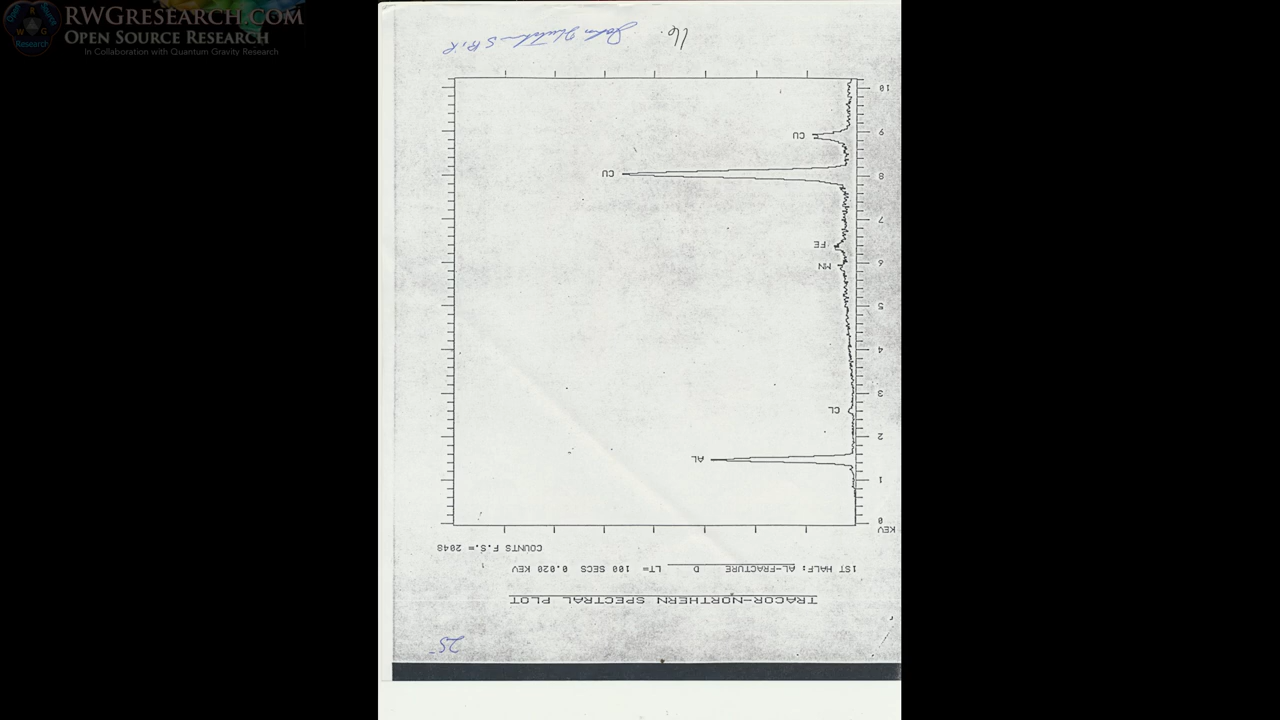 RWGRESEARCH.COM
OPEN SOURCE RESEARCH
In Collaboration with Quantum Gravity Research
Research
25
TRACOR-NORTHERN SPECTRAL PLOT
1ST HALF: AL-FRACTURE D LT= 100 SECS 0.020 KEV
COUNTS F.S.= 2048
KEV
0
1
AL
2
CL
3
4
5
6
MN
FE
7
8
CU
9
CU
10
John